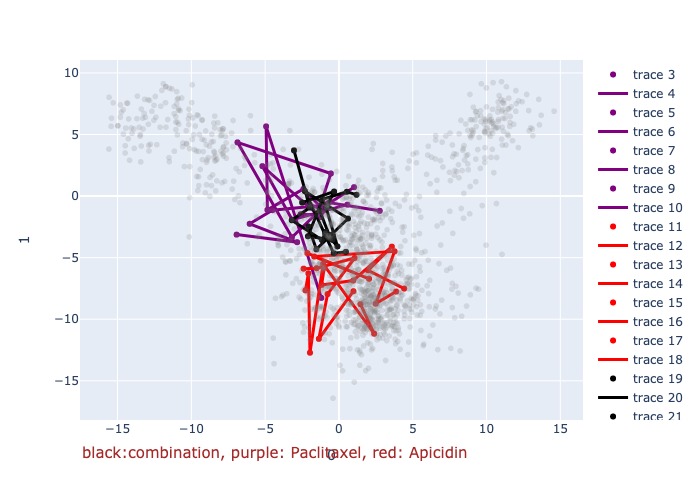 10
5
0
−5
−10
−15
1
−15
−10
−5
0
5
10
15
0
black:combination, purple: Paclitaxel, red: Apicidin
trace 3
trace 4
trace 5
trace 6
trace 7
trace 8
trace 9
trace 10
trace 11
trace 12
trace 13
trace 14
trace 15
trace 16
trace 17
trace 18
trace 19
trace 20
trace 21